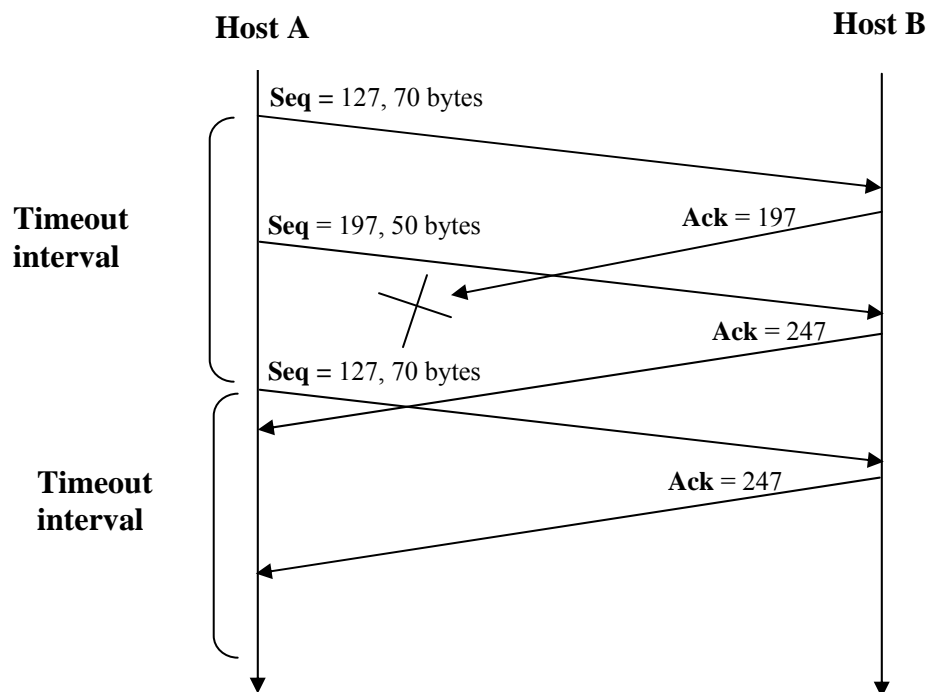 Host A
Host B
Seq = 127, 70 bytes
Timeout
interval
Seq = 197, 50 bytes
Ack = 197
Ack = 247
Seq = 127, 70 bytes
Timeout
interval
Ack = 247